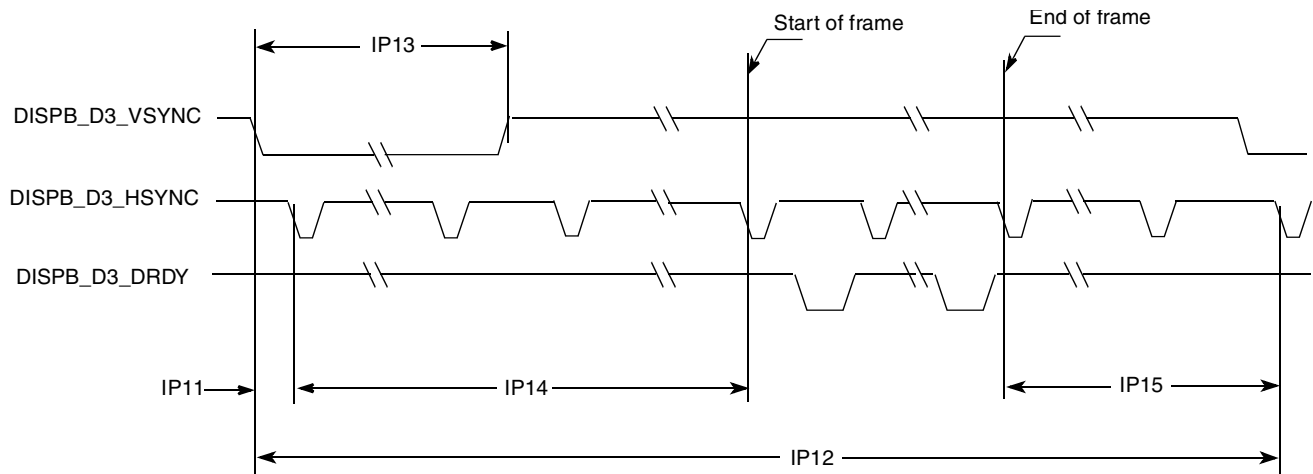 Start of frame
End of frame
IP13
DISPB_D3_VSYNC
DISPB_D3_HSYNC
DISPB_D3_DRDY
IP11
IP14
IP15
IP12